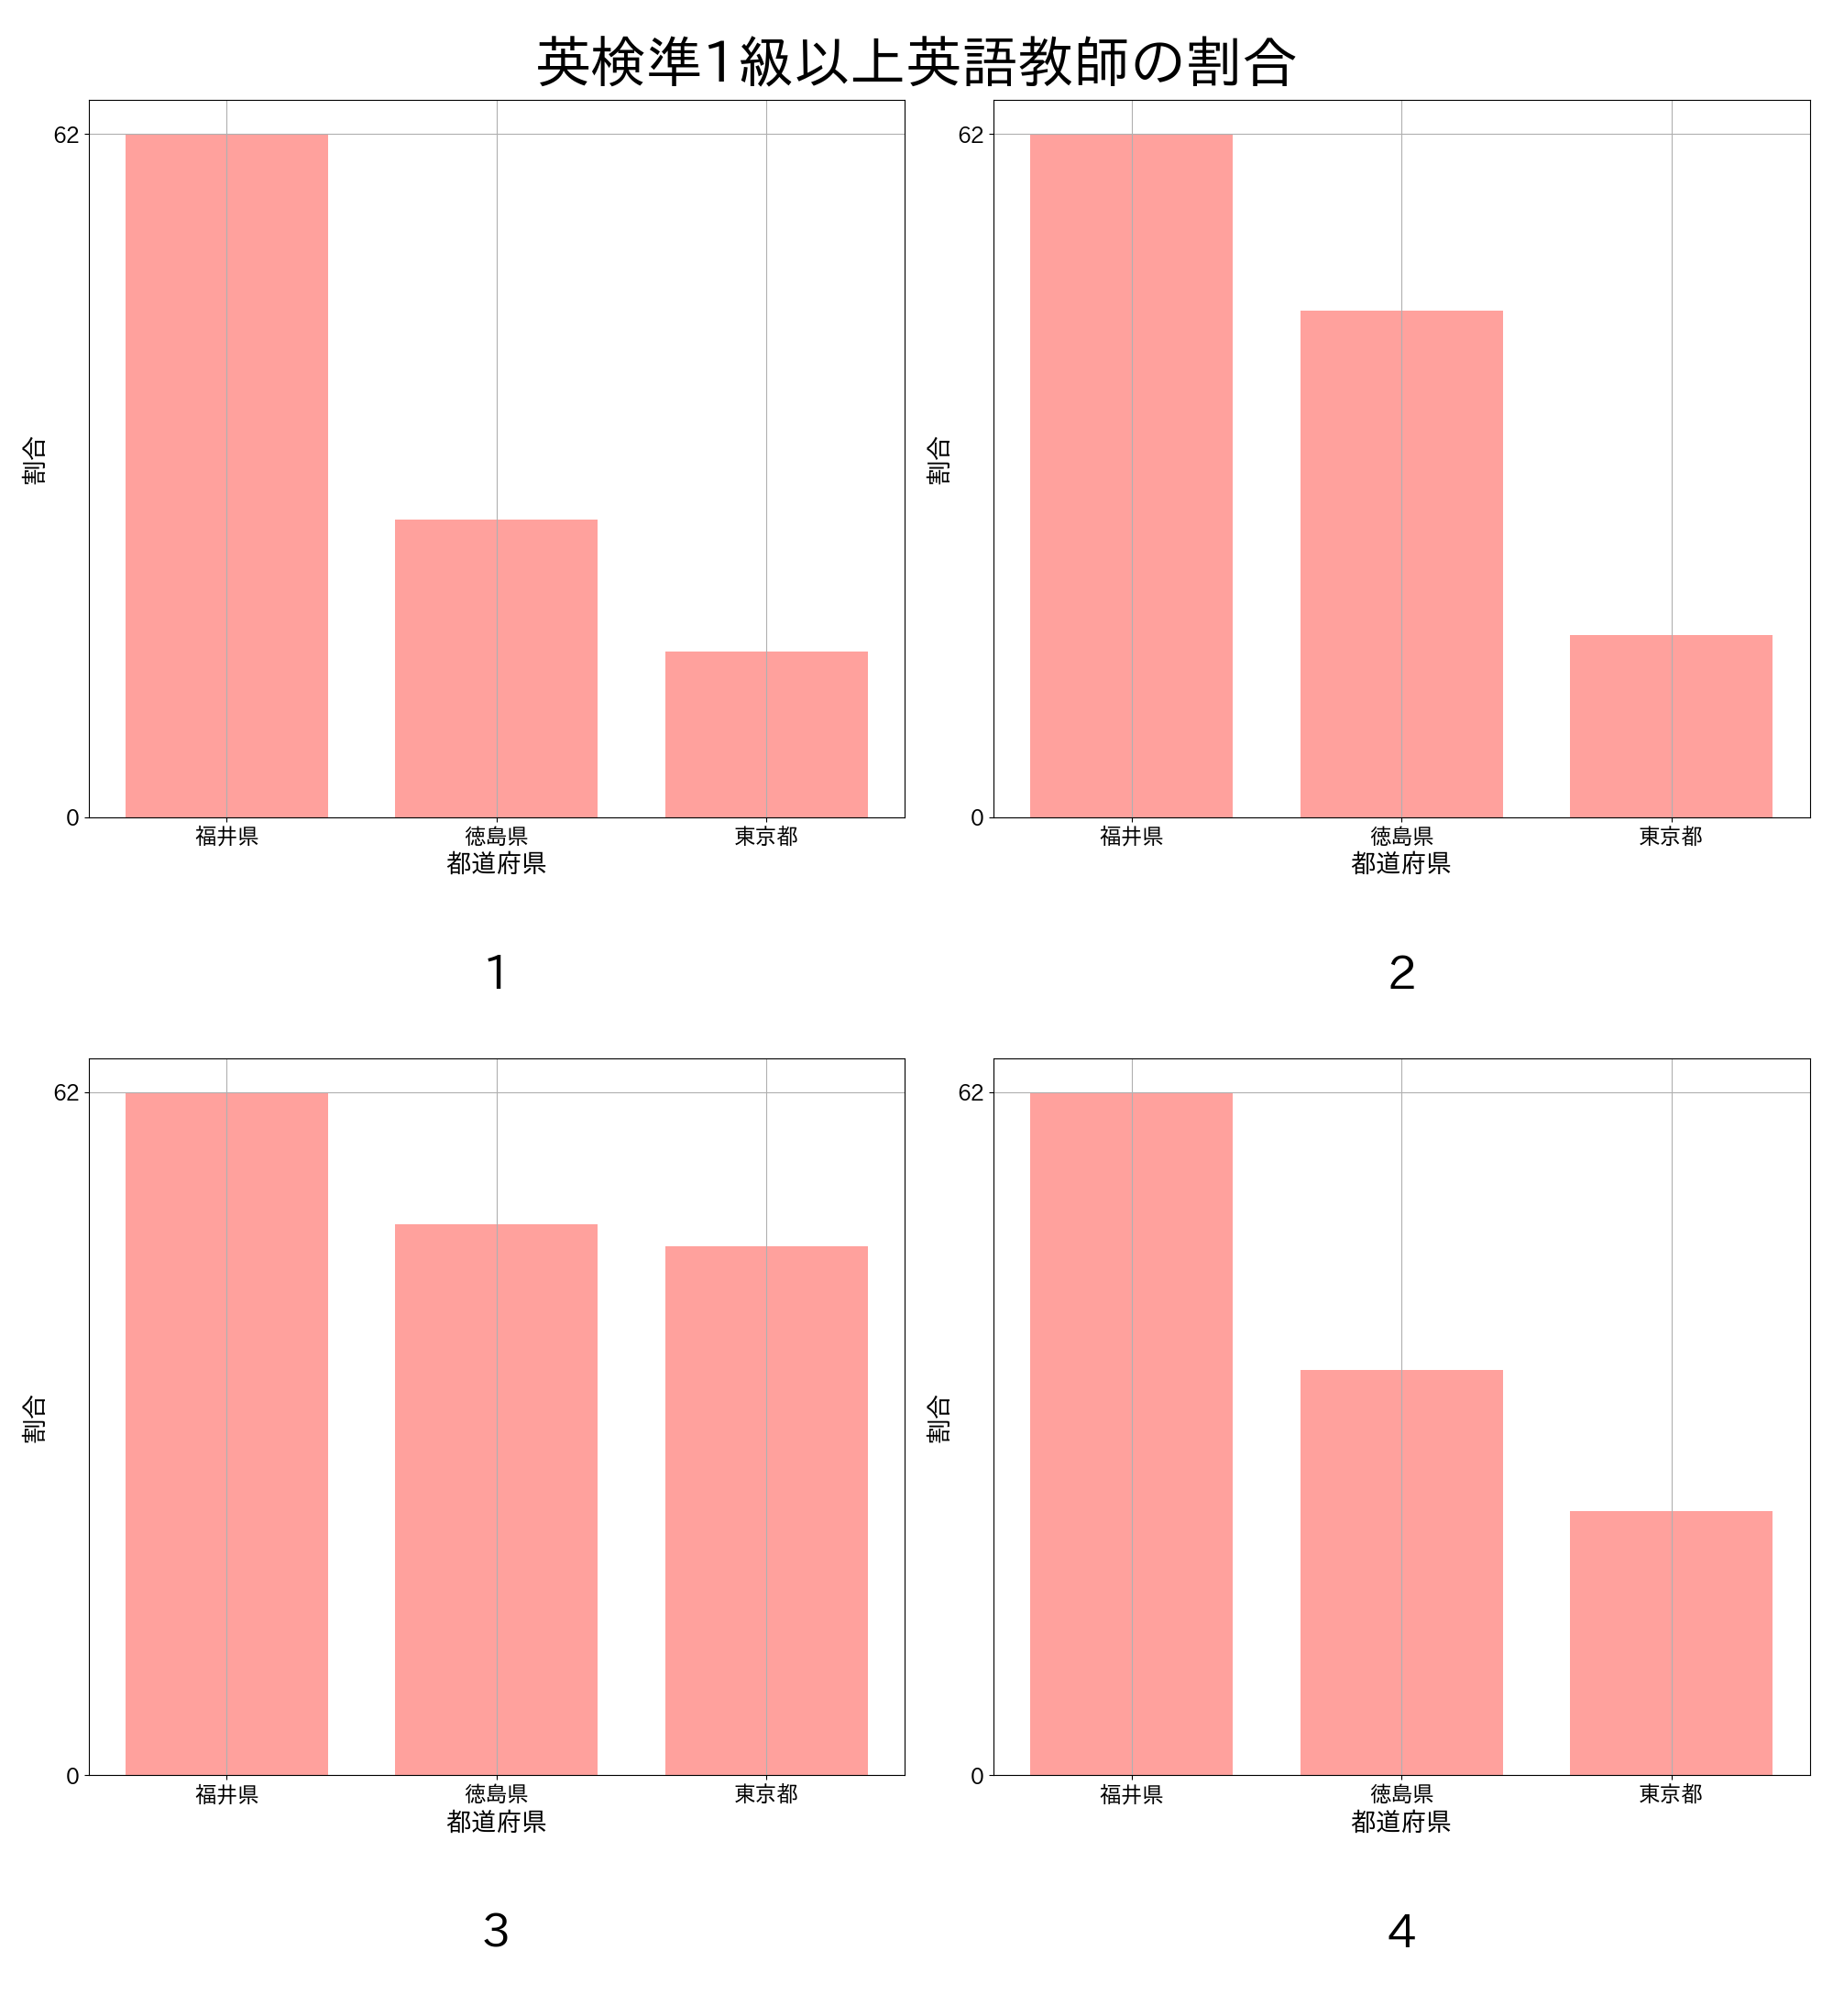 英検準1級以上英語教師の割合
62
割合
0
福井県 徳島県 東京都
都道府県
1
62
割合
0
福井県 徳島県 東京都
都道府県
2
62
割合
0
福井県 徳島県 東京都
都道府県
3
62
割合
0
福井県 徳島県 東京都
都道府県
4